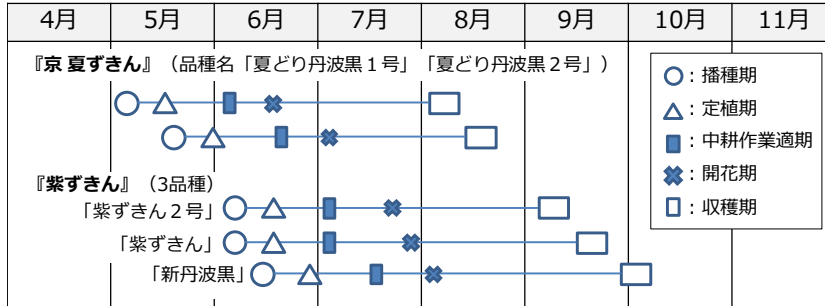 4月 5月 6月 7月 8月 9月 10月 11月
『京 夏ずきん』（品種名「夏どり丹波黒１号」「夏どり丹波黒２号」）
：播種期
：定植期
：中耕作業適期
：開花期
：収穫期
『紫ずきん』（3品種）
「紫ずきん２号」
「紫ずきん」
「新丹波黒」